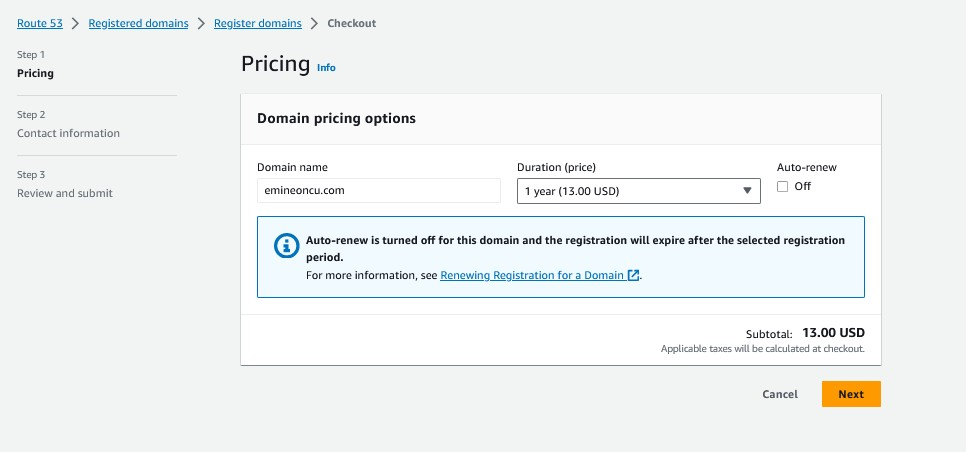 Route 53 > Registered domains > Register domains > Checkout
Step 1
Pricing
Step 2
Contact information
Step 3
Review and submit
Pricing Info
Domain pricing options
Domain name
emineoncu.com
Duration (price)
1 year (13.00 USD)
Auto-renew
Off
Auto-renew is turned off for this domain and the registration will expire after the selected registration
period.
For more information, see Renewing Registration for a Domain.
Subtotal: 13.00 USD
Applicable taxes will be calculated at checkout.
Cancel Next